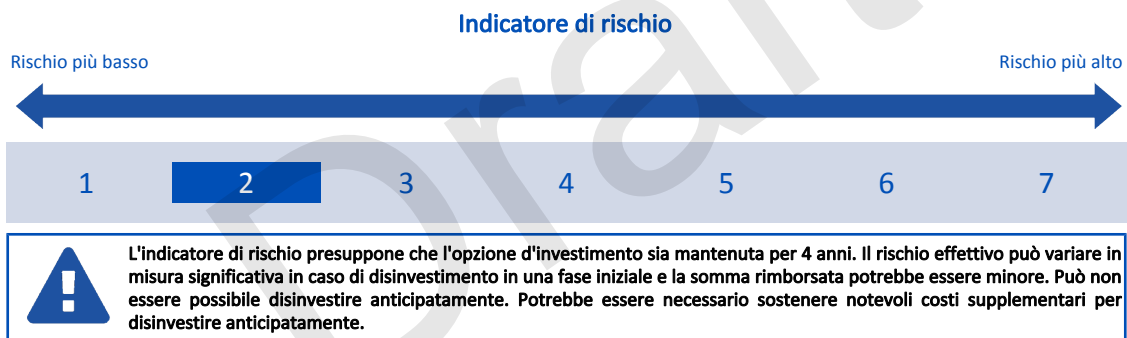 Indicatore di rischio
Rischio più basso
Rischio più alto
1 2 3 4 5 6 7
L'indicatore di rischio presuppone che l'opzione d'investimento sia mantenuta per 4 anni. Il rischio effettivo può variare in
misura significativa in caso di disinvestimento in una fase iniziale e la somma rimborsata potrebbe essere minore. Può non
essere possibile disinvestire anticipatamente. Potrebbe essere necessario sostenere notevoli costi supplementari per
disinvestire anticipatamente.
Draft